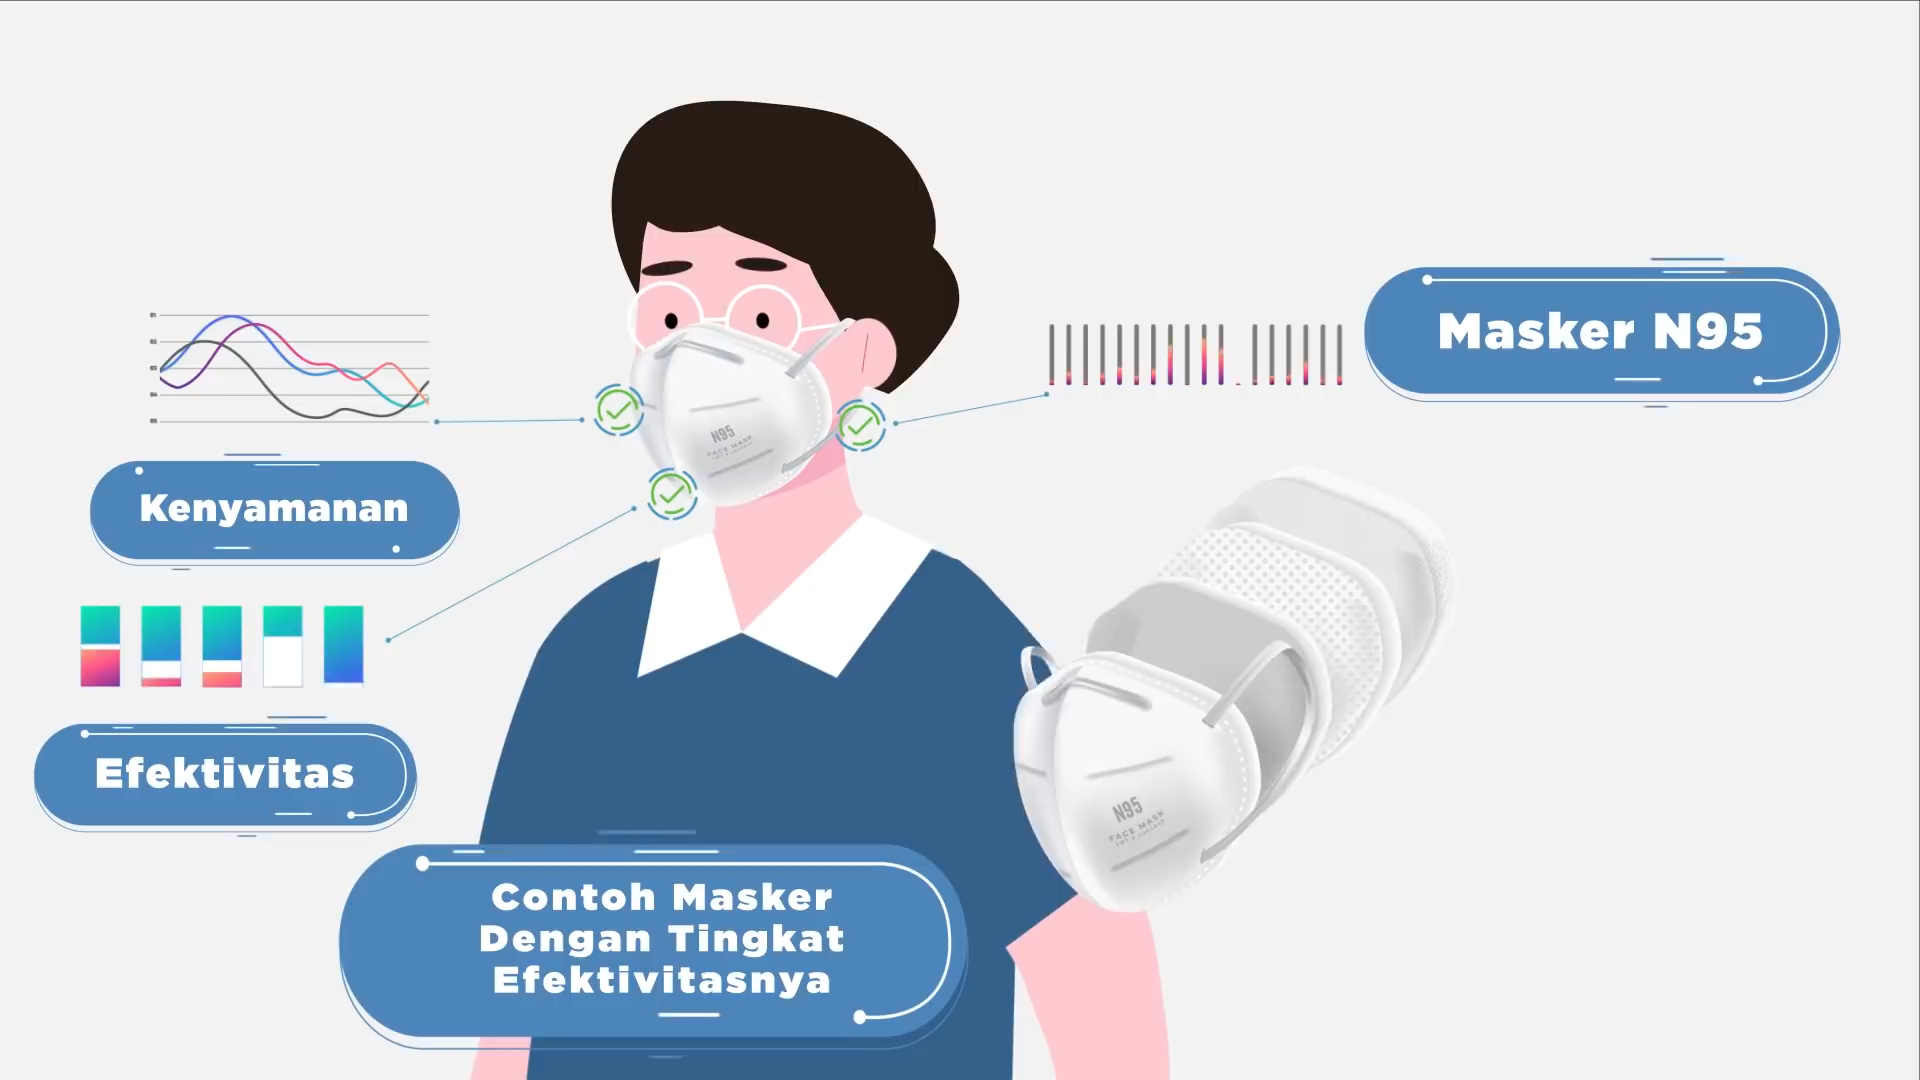 Masker N95
Kenyamanan
Efektivitas
Contoh Masker
Dengan Tingkat
Efektivitasnya
N95
FACE MASK
N95
FACE MASK